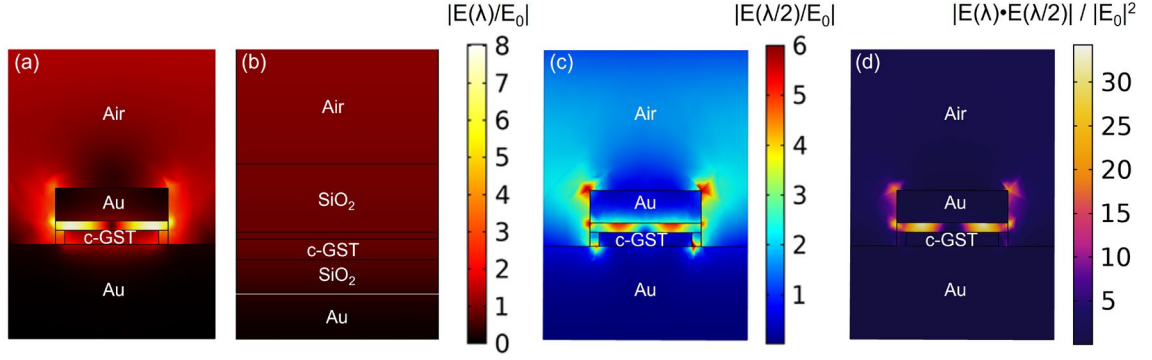 |E(λ)/E₀|
|E(λ/2)/E₀|
|E(λ)•E(λ/2)| / |E₀|²
(a)
Air
Au
c-GST
Au
(b)
Air
SiO₂
c-GST
SiO₂
Au
8
7
6
5
4
3
2
1
0
(c)
Air
Au
c-GST
Au
6
5
4
3
2
1
(d)
Air
Au
c-GST
Au
30
25
20
15
10
5